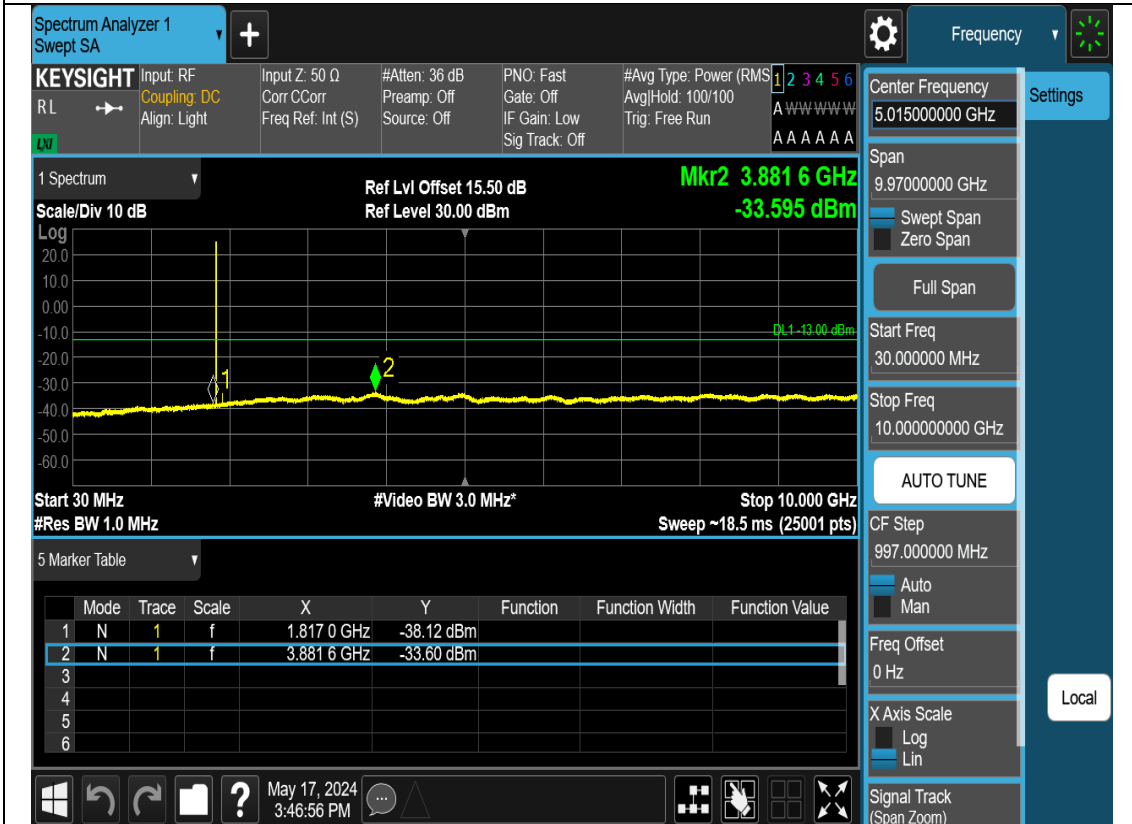 Spectrum Analyzer 1
Swept SA
+
Frequency
KEYSIGHT
R L
LXI
Input: RF
Coupling: DC
Align: Light
Input Z: 50 Ω
Corr CCorr
Freq Ref: Int (S)
#Atten: 36 dB
Preamp: Off
Source: Off
PNO: Fast
Gate: Off
IF Gain: Low
Sig Track: Off
#Avg Type: Power (RMS
Avg|Hold: 100/100
Trig: Free Run
1 2 3 4 5 6
A W W W W W
A A A A A A
Settings
Center Frequency
5.015000000 GHz
Span
9.97000000 GHz
Swept Span
Zero Span
Full Span
Start Freq
30.000000 MHz
Stop Freq
10.000000000 GHz
AUTO TUNE
CF Step
997.000000 MHz
Auto
Man
Freq Offset
0 Hz
X Axis Scale
Log
Lin
Signal Track
(Span Zoom)
Local
1 Spectrum
Scale/Div 10 dB
Ref Lvl Offset 15.50 dB
Ref Level 30.00 dBm
Mkr2 3.881 6 GHz
-33.595 dBm
Log
20.0
10.0
0.00
-10.0
-20.0
-30.0
-40.0
-50.0
-60.0
DL1 -13.00 dBm
1
2
Start 30 MHz
#Video BW 3.0 MHz*
Stop 10.000 GHz
#Res BW 1.0 MHz
Sweep ~18.5 ms (25001 pts)
5 Marker Table
Mode Trace Scale X Y Function Function Width Function Value
1 N 1 f 1.817 0 GHz -38.12 dBm
2 N 1 f 3.881 6 GHz -33.60 dBm
3
4
5
6
?
May 17, 2024
3:46:56 PM